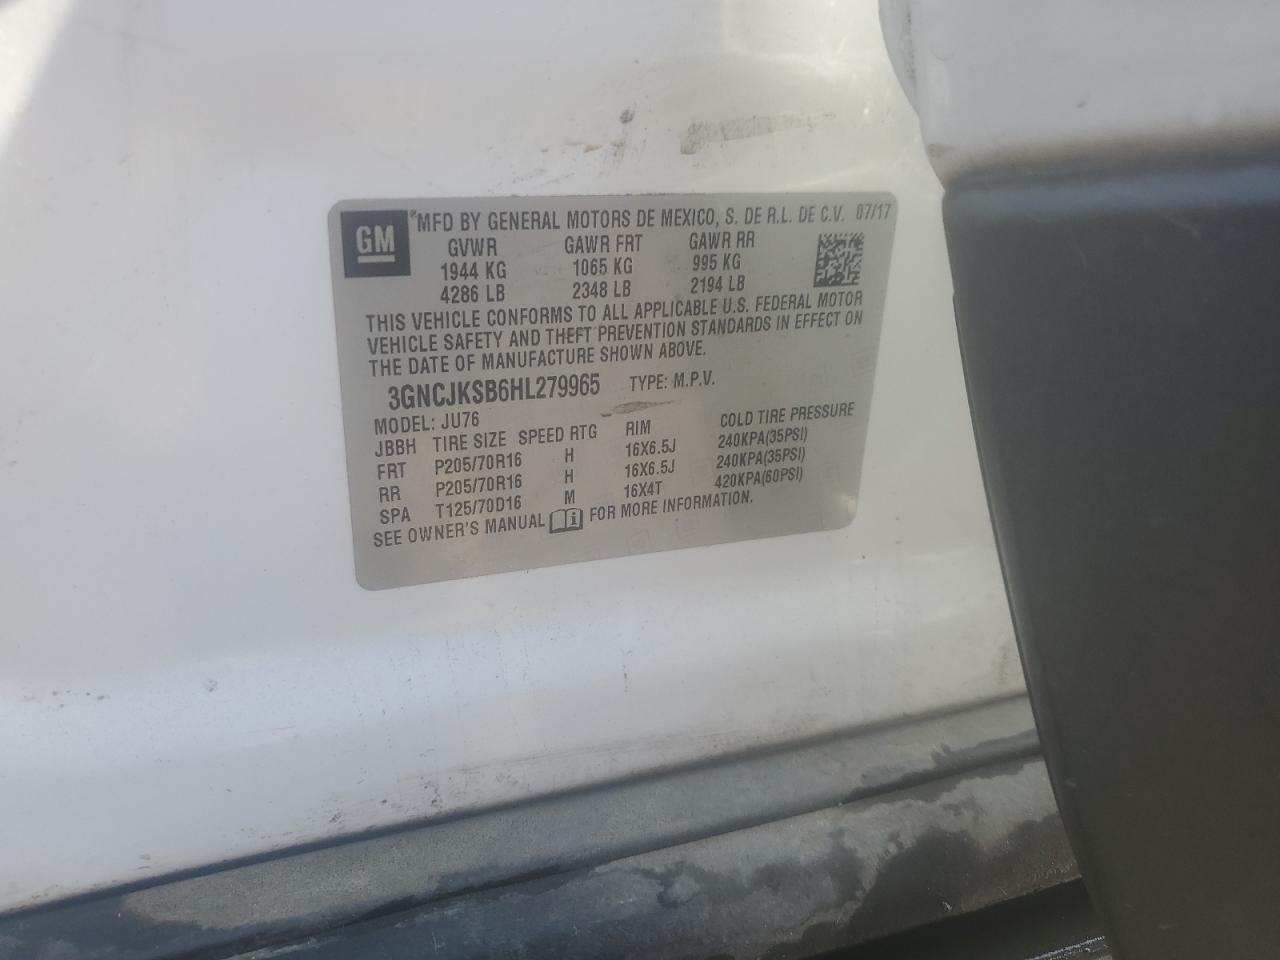 GM
®MFD BY GENERAL MOTORS DE MEXICO, S. DE R.L. DE C.V. 07/17
GVWR GAWR FRT GAWR RR
1944 KG 1065 KG 995 KG
4286 LB 2348 LB 2194 LB
THIS VEHICLE CONFORMS TO ALL APPLICABLE U.S. FEDERAL MOTOR
VEHICLE SAFETY AND THEFT PREVENTION STANDARDS IN EFFECT ON
THE DATE OF MANUFACTURE SHOWN ABOVE.
3GNCJKSB6HL279965 TYPE: M.P.V.
MODEL: JU76
JBBH TIRE SIZE SPEED RTG RIM COLD TIRE PRESSURE
FRT P205/70R16 H 16X6.5J 240KPA(35PSI)
RR P205/70R16 H 16X6.5J 240KPA(35PSI)
SPA T125/70D16 M 16X4T 420KPA(60PSI)
SEE OWNER'S MANUAL FOR MORE INFORMATION.